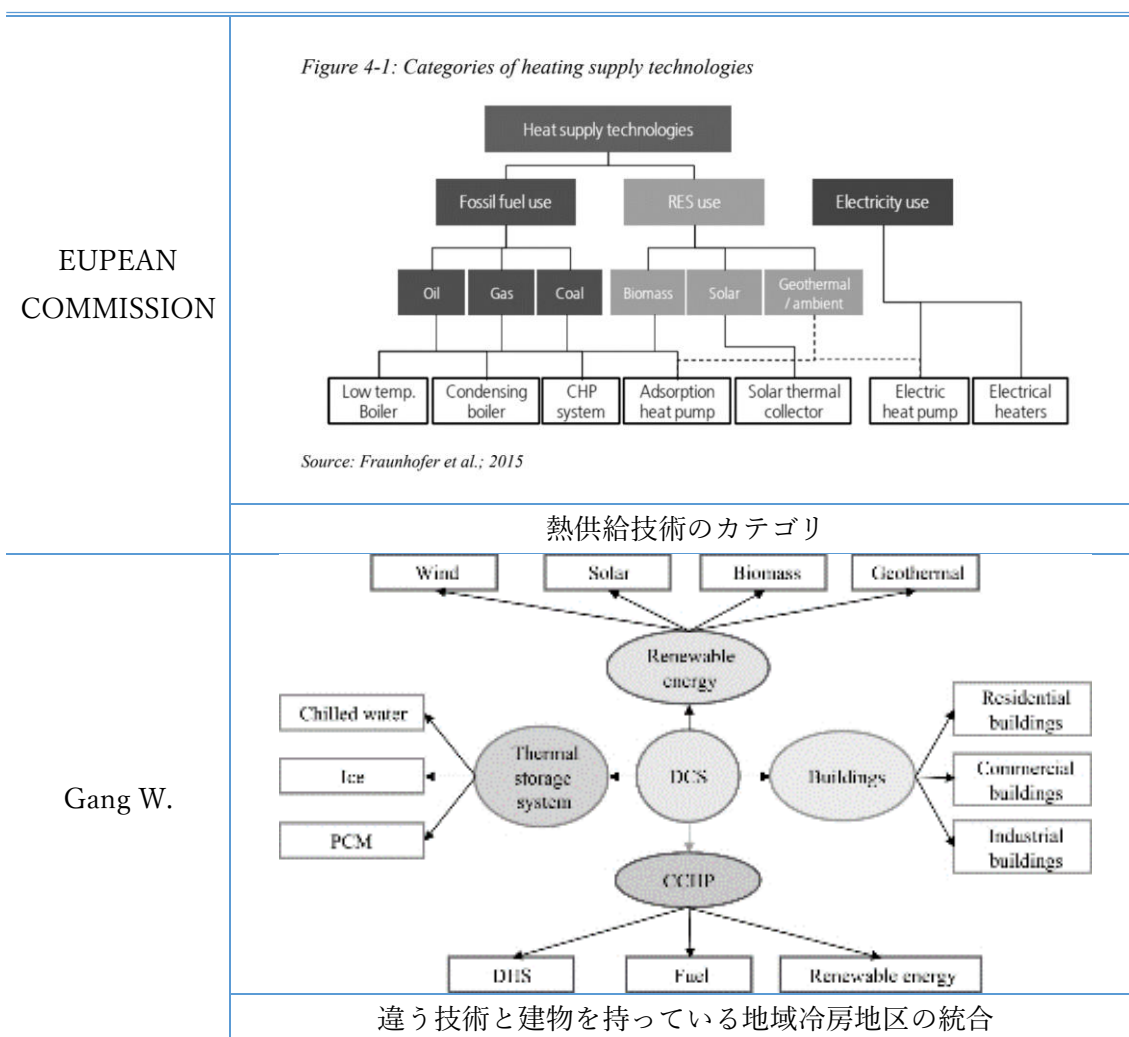 Figure 4-1: Categories of heating supply technologies
Heat supply technologies
Fossil fuel use
RES use
Electricity use
Oil
Gas
Coal
Biomass
Solar
Geothermal
/ ambient
Low temp.
Boiler
Condensing
boiler
CHP
system
Adsorption
heat pump
Solar thermal
collector
Electric
heat pump
Electrical
heaters
Source: Fraunhofer et al.; 2015
EUPEAN
COMMISSION
熱供給技術のカテゴリ
Gang W.
Wind
Solar
Biomass
Geothermal
Renewable
energy
Chilled water
Ice
PCM
Thermal
storage
system
DCS
Buildings
Residential
buildings
Commercial
buildings
Industrial
buildings
CCHP
DHS
Fuel
Renewable energy
違う技術と建物を持っている地域冷房地区の統合